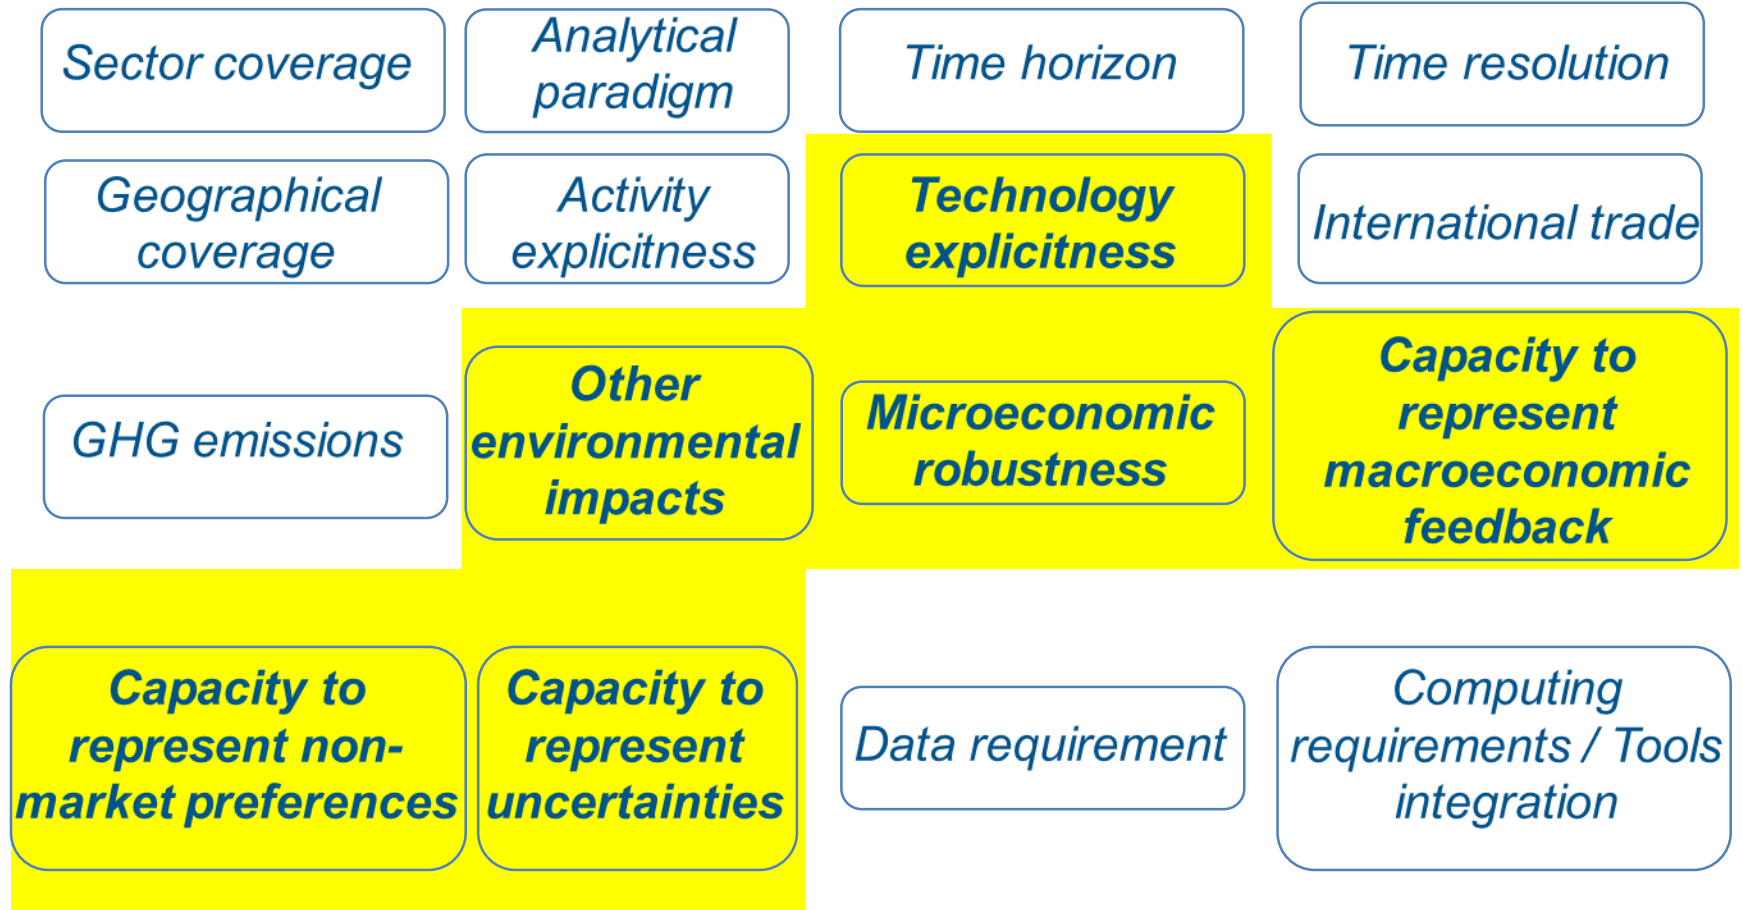 Sector coverage
Analytical
paradigm
Time horizon
Time resolution
Geographical
coverage
Activity
explicitness
Technology
explicitness
International trade
GHG emissions
Other
environmental
impacts
Microeconomic
robustness
Capacity to
represent
macroeconomic
feedback
Capacity to
represent non-
market preferences
Capacity to
represent
uncertainties
Data requirement
Computing
requirements / Tools
integration